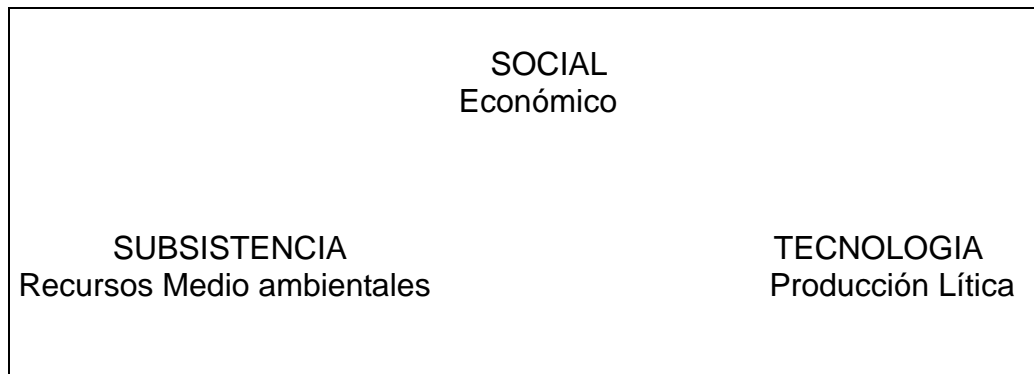 SOCIAL
Económico
SUBSISTENCIA TECNOLOGIA
Recursos Medio ambientales Producción Lítica